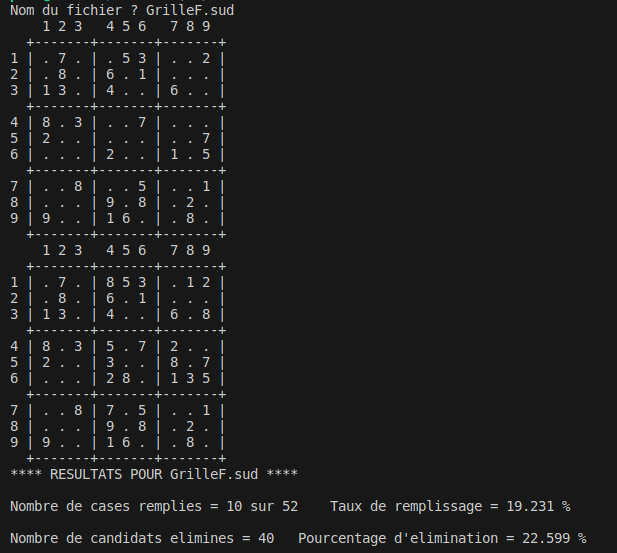 Nom du fichier ? GrilleF.sud
    1 2 3   4 5 6   7 8 9
  +-------+-------+-------+
1 | . 7 . | . 5 3 | . . 2 |
2 | . 8 . | 6 . 1 | . . . |
3 | 1 3 . | 4 . . | 6 . . |
  +-------+-------+-------+
4 | 8 . 3 | . . 7 | . . . |
5 | 2 . . | . . . | . . 7 |
6 | . . . | 2 . . | 1 . 5 |
  +-------+-------+-------+
7 | . . 8 | . . 5 | . . 1 |
8 | . . . | 9 . 8 | . 2 . |
9 | 9 . . | 1 6 . | . 8 . |
  +-------+-------+-------+
    1 2 3   4 5 6   7 8 9
  +-------+-------+-------+
1 | . 7 . | 8 5 3 | . 1 2 |
2 | . 8 . | 6 . 1 | . . . |
3 | 1 3 . | 4 . . | 6 . 8 |
  +-------+-------+-------+
4 | 8 . 3 | 5 . 7 | 2 . . |
5 | 2 . . | 3 . . | 8 . 7 |
6 | . . . | 2 8 . | 1 3 5 |
  +-------+-------+-------+
7 | . . 8 | 7 . 5 | . . 1 |
8 | . . . | 9 . 8 | . 2 . |
9 | 9 . . | 1 6 . | . 8 . |
  +-------+-------+-------+
**** RESULTATS POUR GrilleF.sud ****
Nombre de cases remplies = 10 sur 52    Taux de remplissage = 19.231 %
Nombre de candidats elimines = 40   Pourcentage d'elimination = 22.599 %